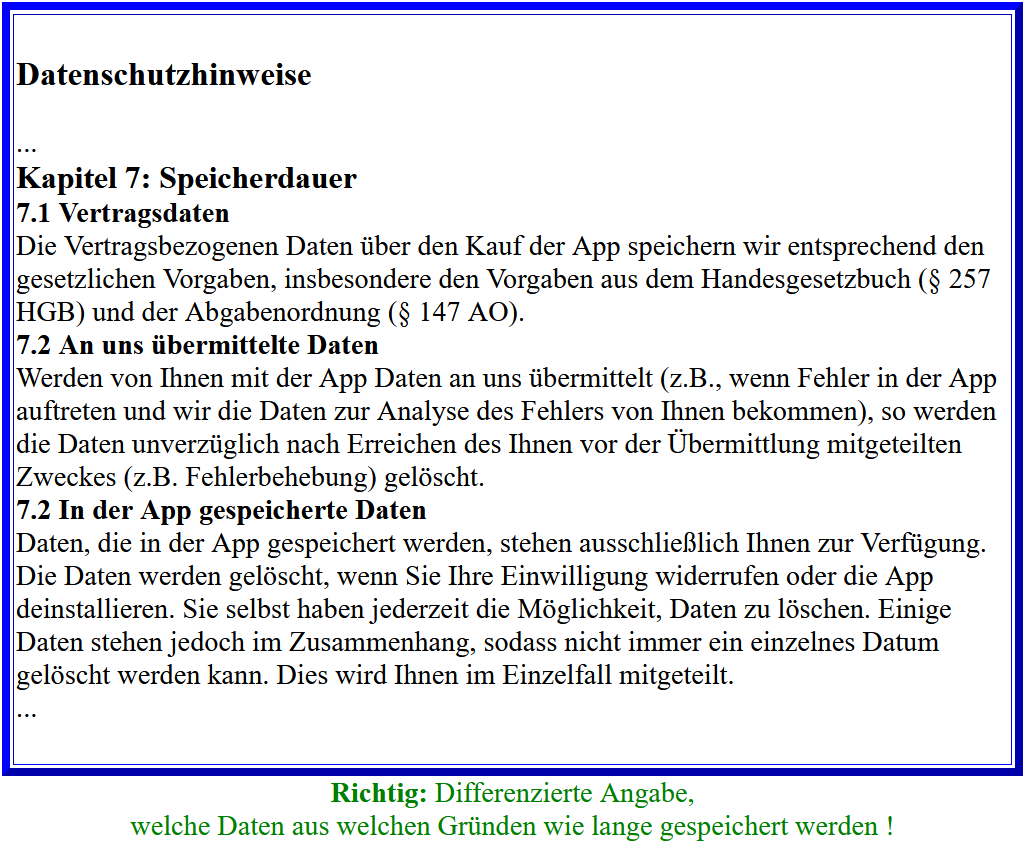 Datenschutzhinweise
...
Kapitel 7: Speicherdauer
7.1 Vertragsdaten
Die Vertragsbezogenen Daten über den Kauf der App speichern wir entsprechend den
gesetzlichen Vorgaben, insbesondere den Vorgaben aus dem Handesgesetzbuch (§ 257
HGB) und der Abgabenordnung (§ 147 AO).
7.2 An uns übermittelte Daten
Werden von Ihnen mit der App Daten an uns übermittelt (z.B., wenn Fehler in der App
auftreten und wir die Daten zur Analyse des Fehlers von Ihnen bekommen), so werden
die Daten unverzüglich nach Erreichen des Ihnen vor der Übermittlung mitgeteilten
Zweckes (z.B. Fehlerbehebung) gelöscht.
7.2 In der App gespeicherte Daten
Daten, die in der App gespeichert werden, stehen ausschließlich Ihnen zur Verfügung.
Die Daten werden gelöscht, wenn Sie Ihre Einwilligung widerrufen oder die App
deinstallieren. Sie selbst haben jederzeit die Möglichkeit, Daten zu löschen. Einige
Daten stehen jedoch im Zusammenhang, sodass nicht immer ein einzelnes Datum
gelöscht werden kann. Dies wird Ihnen im Einzelfall mitgeteilt.
...
Richtig: Differenzierte Angabe,
welche Daten aus welchen Gründen wie lange gespeichert werden !